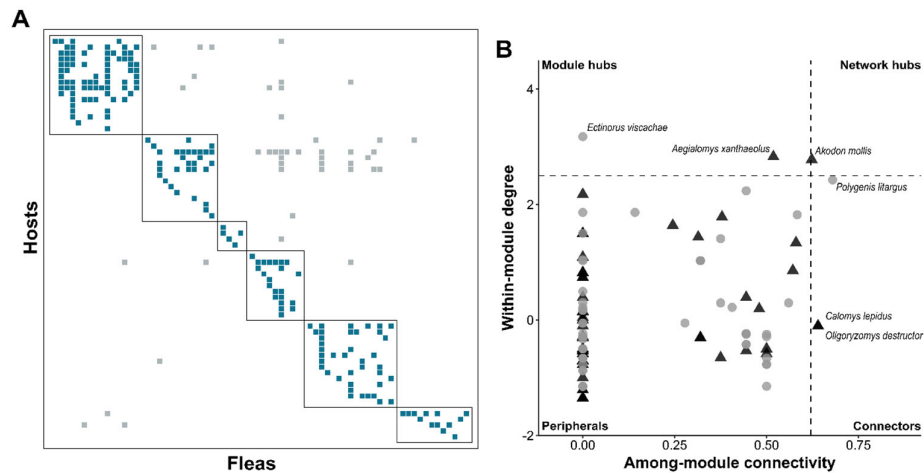 A
Hosts
Fleas
B
Module hubs
Network hubs
4
Ectinorus viscachae
Aegialomys xanthaeolus
Akodon mollis
Polygenis litargus
2
Within-module degree
0
Calomys lepidus
Oligoryzomys destructor
Peripherals
Connectors
-2
0.00 0.25 0.50 0.75
Among-module connectivity